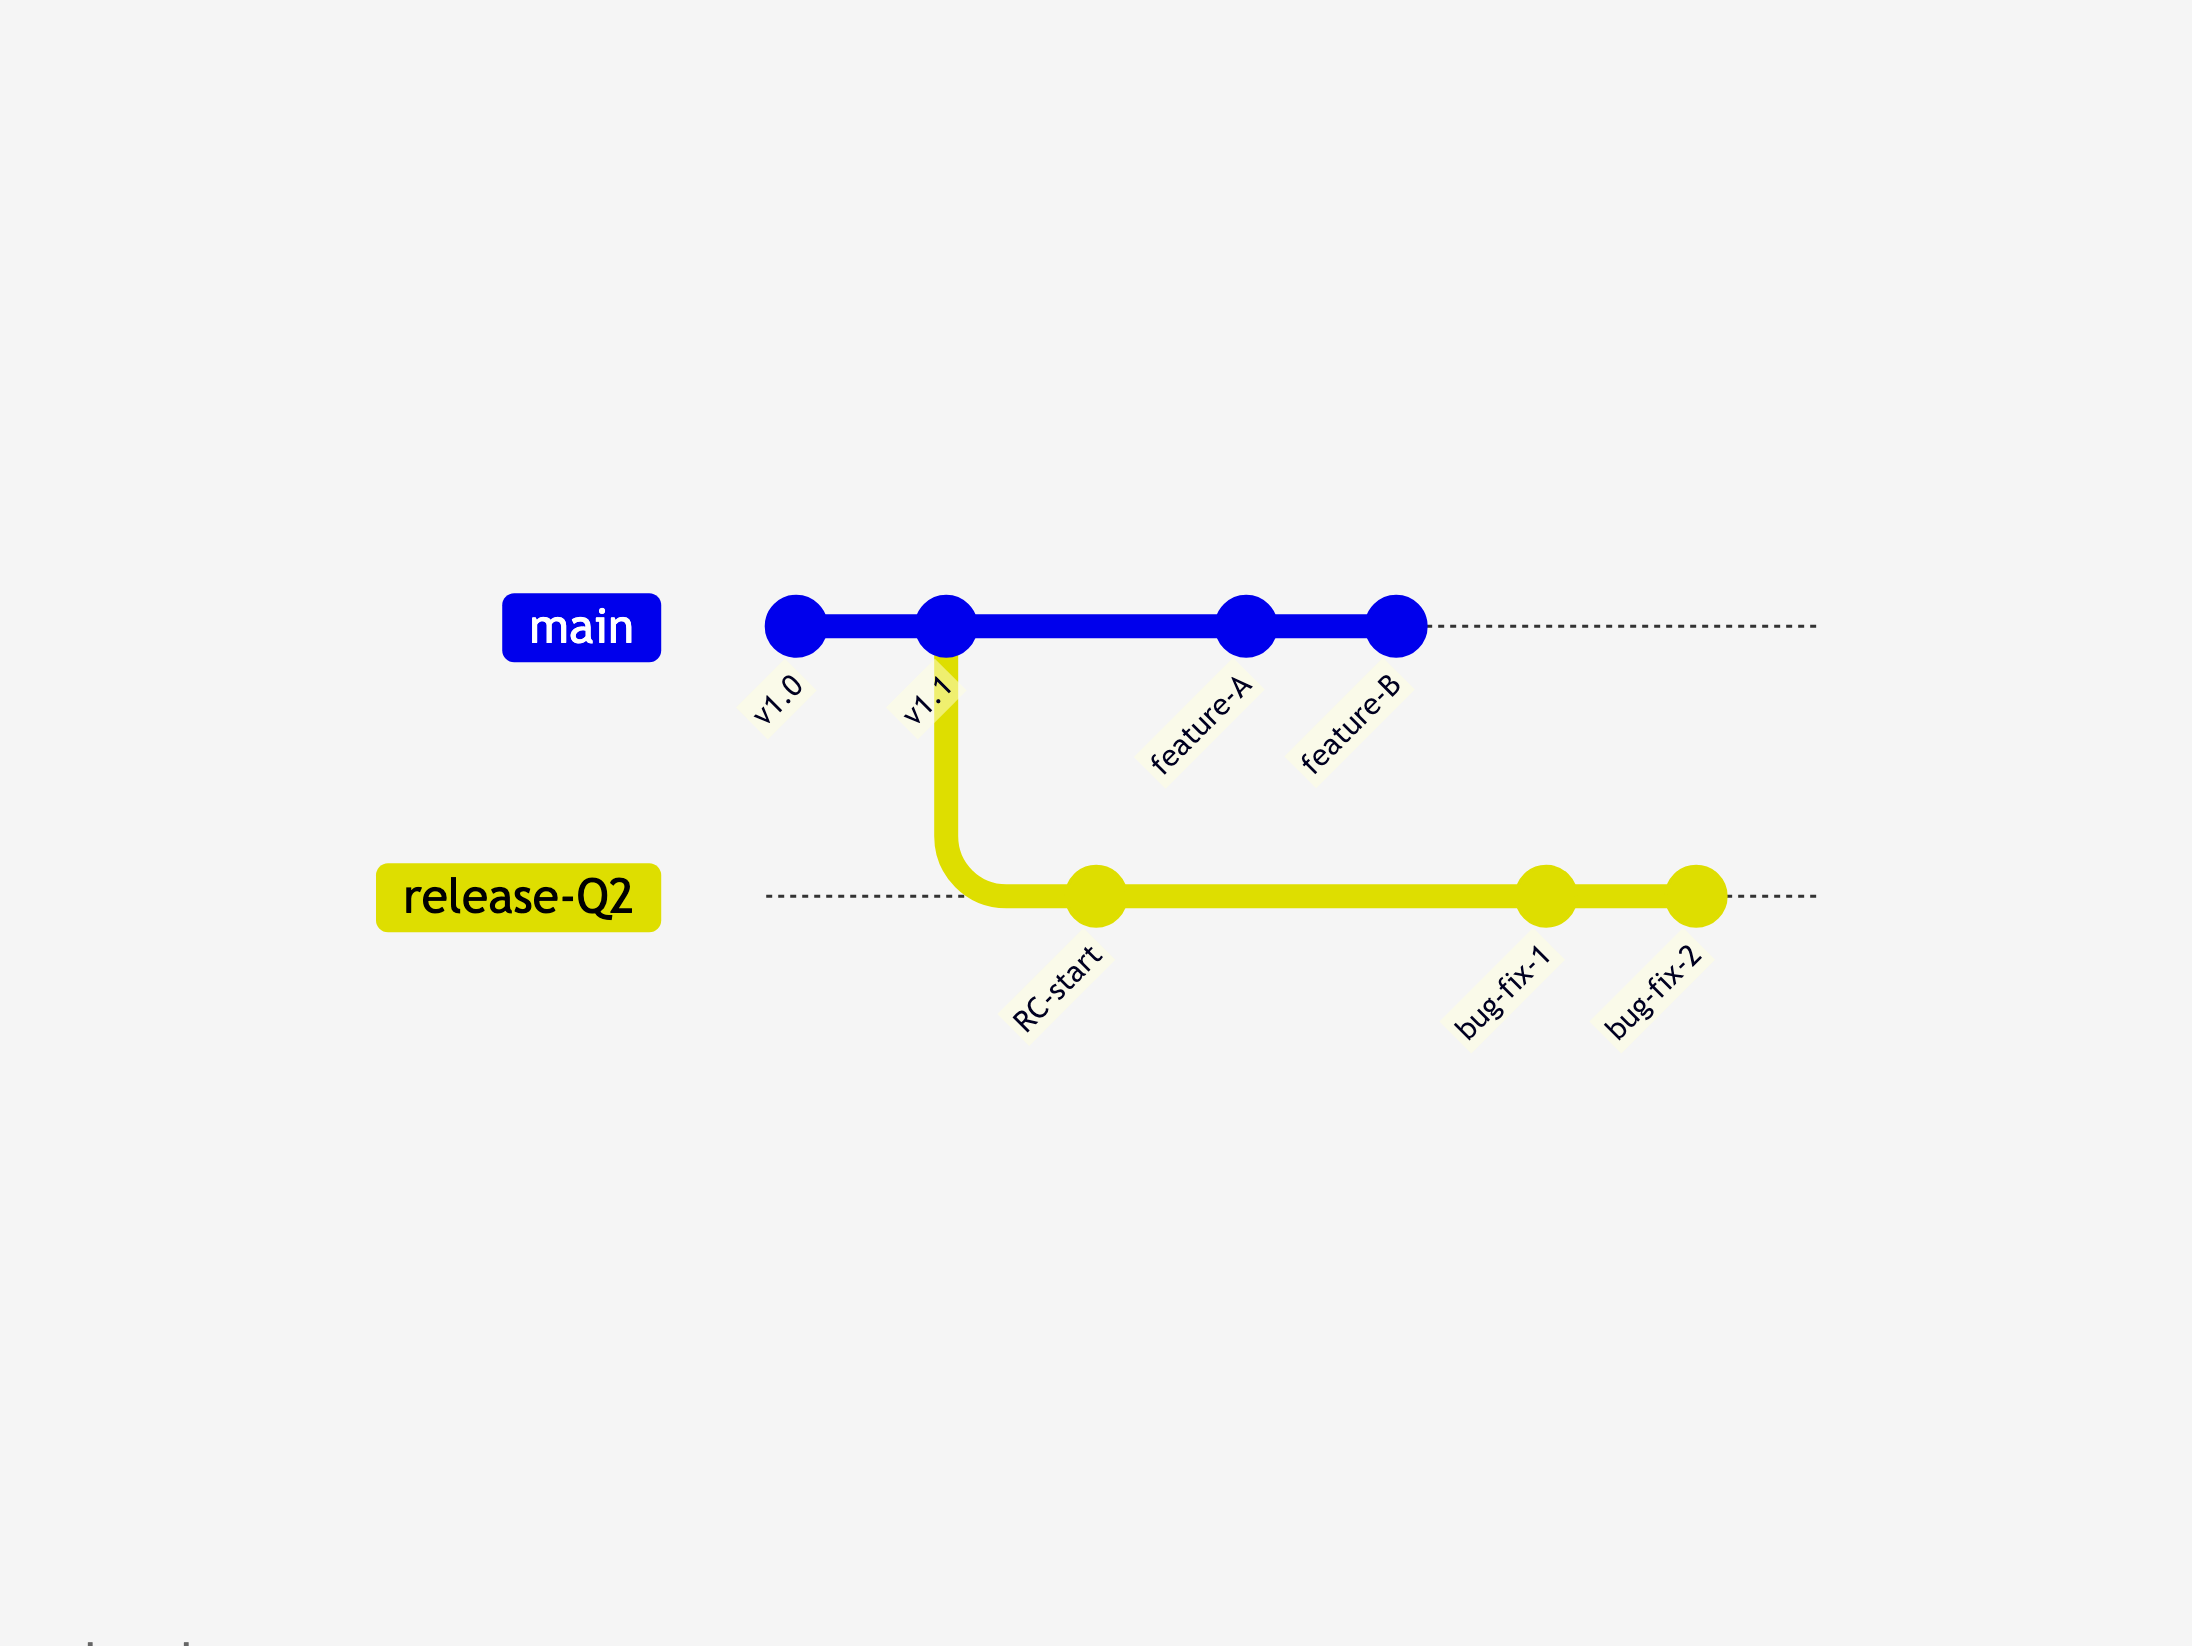 main
v1.0
v1.1
feature-A
feature-B
release-Q2
RC-start
bug-fix-1
bug-fix-2